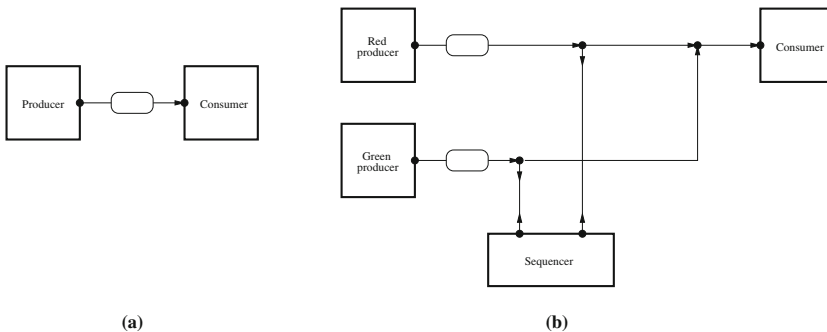 Producer
Consumer
(a)
Red
producer
Consumer
Green
producer
Sequencer
(b)